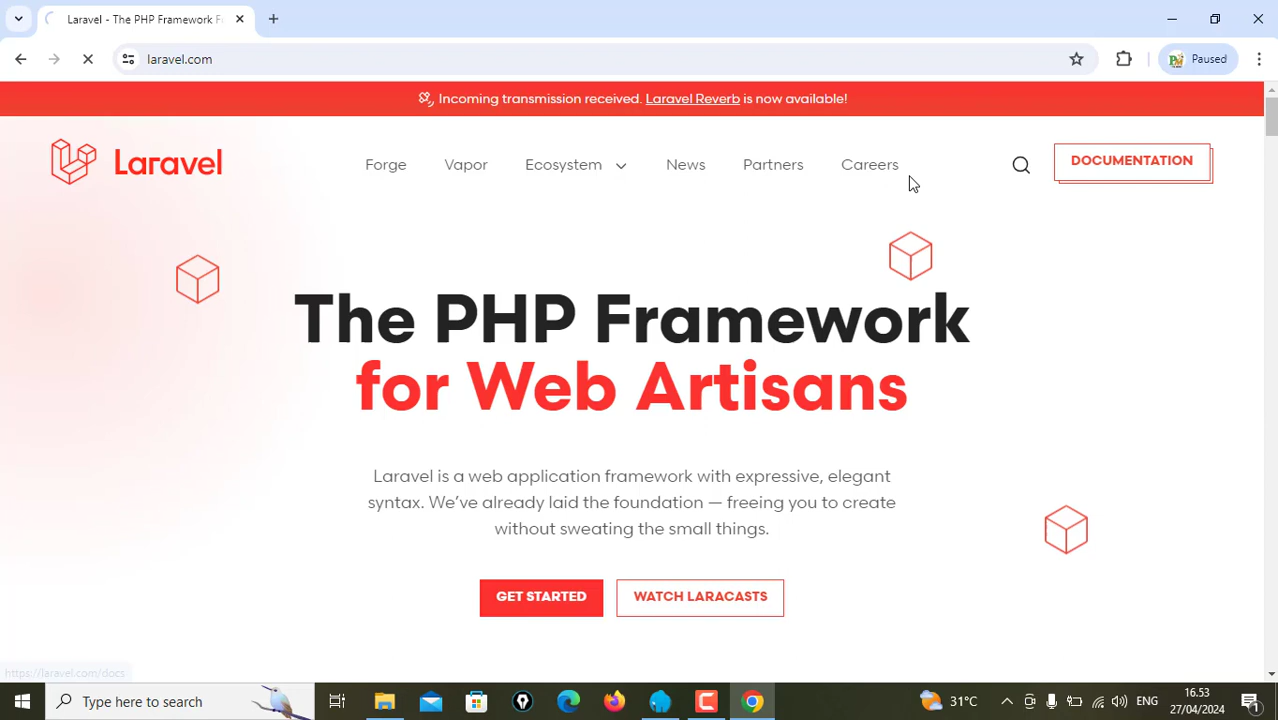 Laravel - The PHP Framework F
laravel.com
Paused
Incoming transmission received. Laravel Reverb is now available!
Laravel
Forge
Vapor
Ecosystem
News
Partners
Careers
DOCUMENTATION
The PHP Framework
for Web Artisans
Laravel is a web application framework with expressive, elegant
syntax. We’ve already laid the foundation — freeing you to create
without sweating the small things.
GET STARTED
WATCH LARACASTS
https://laravel.com/docs
Type here to search
31°C
ENG
16.53
27/04/2024
1